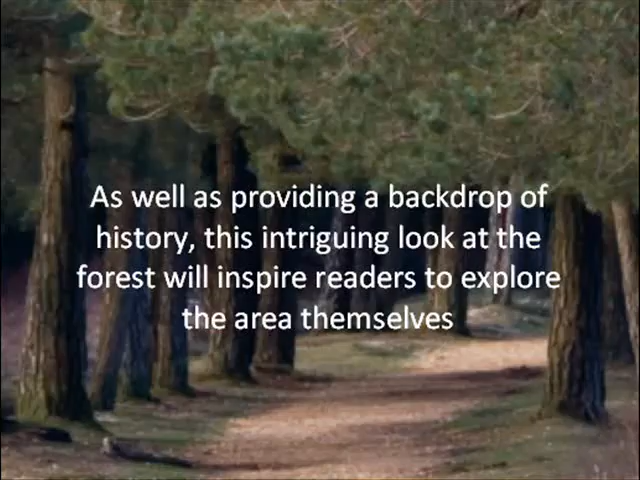 As well as providing a backdrop of
history, this intriguing look at the
forest will inspire readers to explore
the area themselves